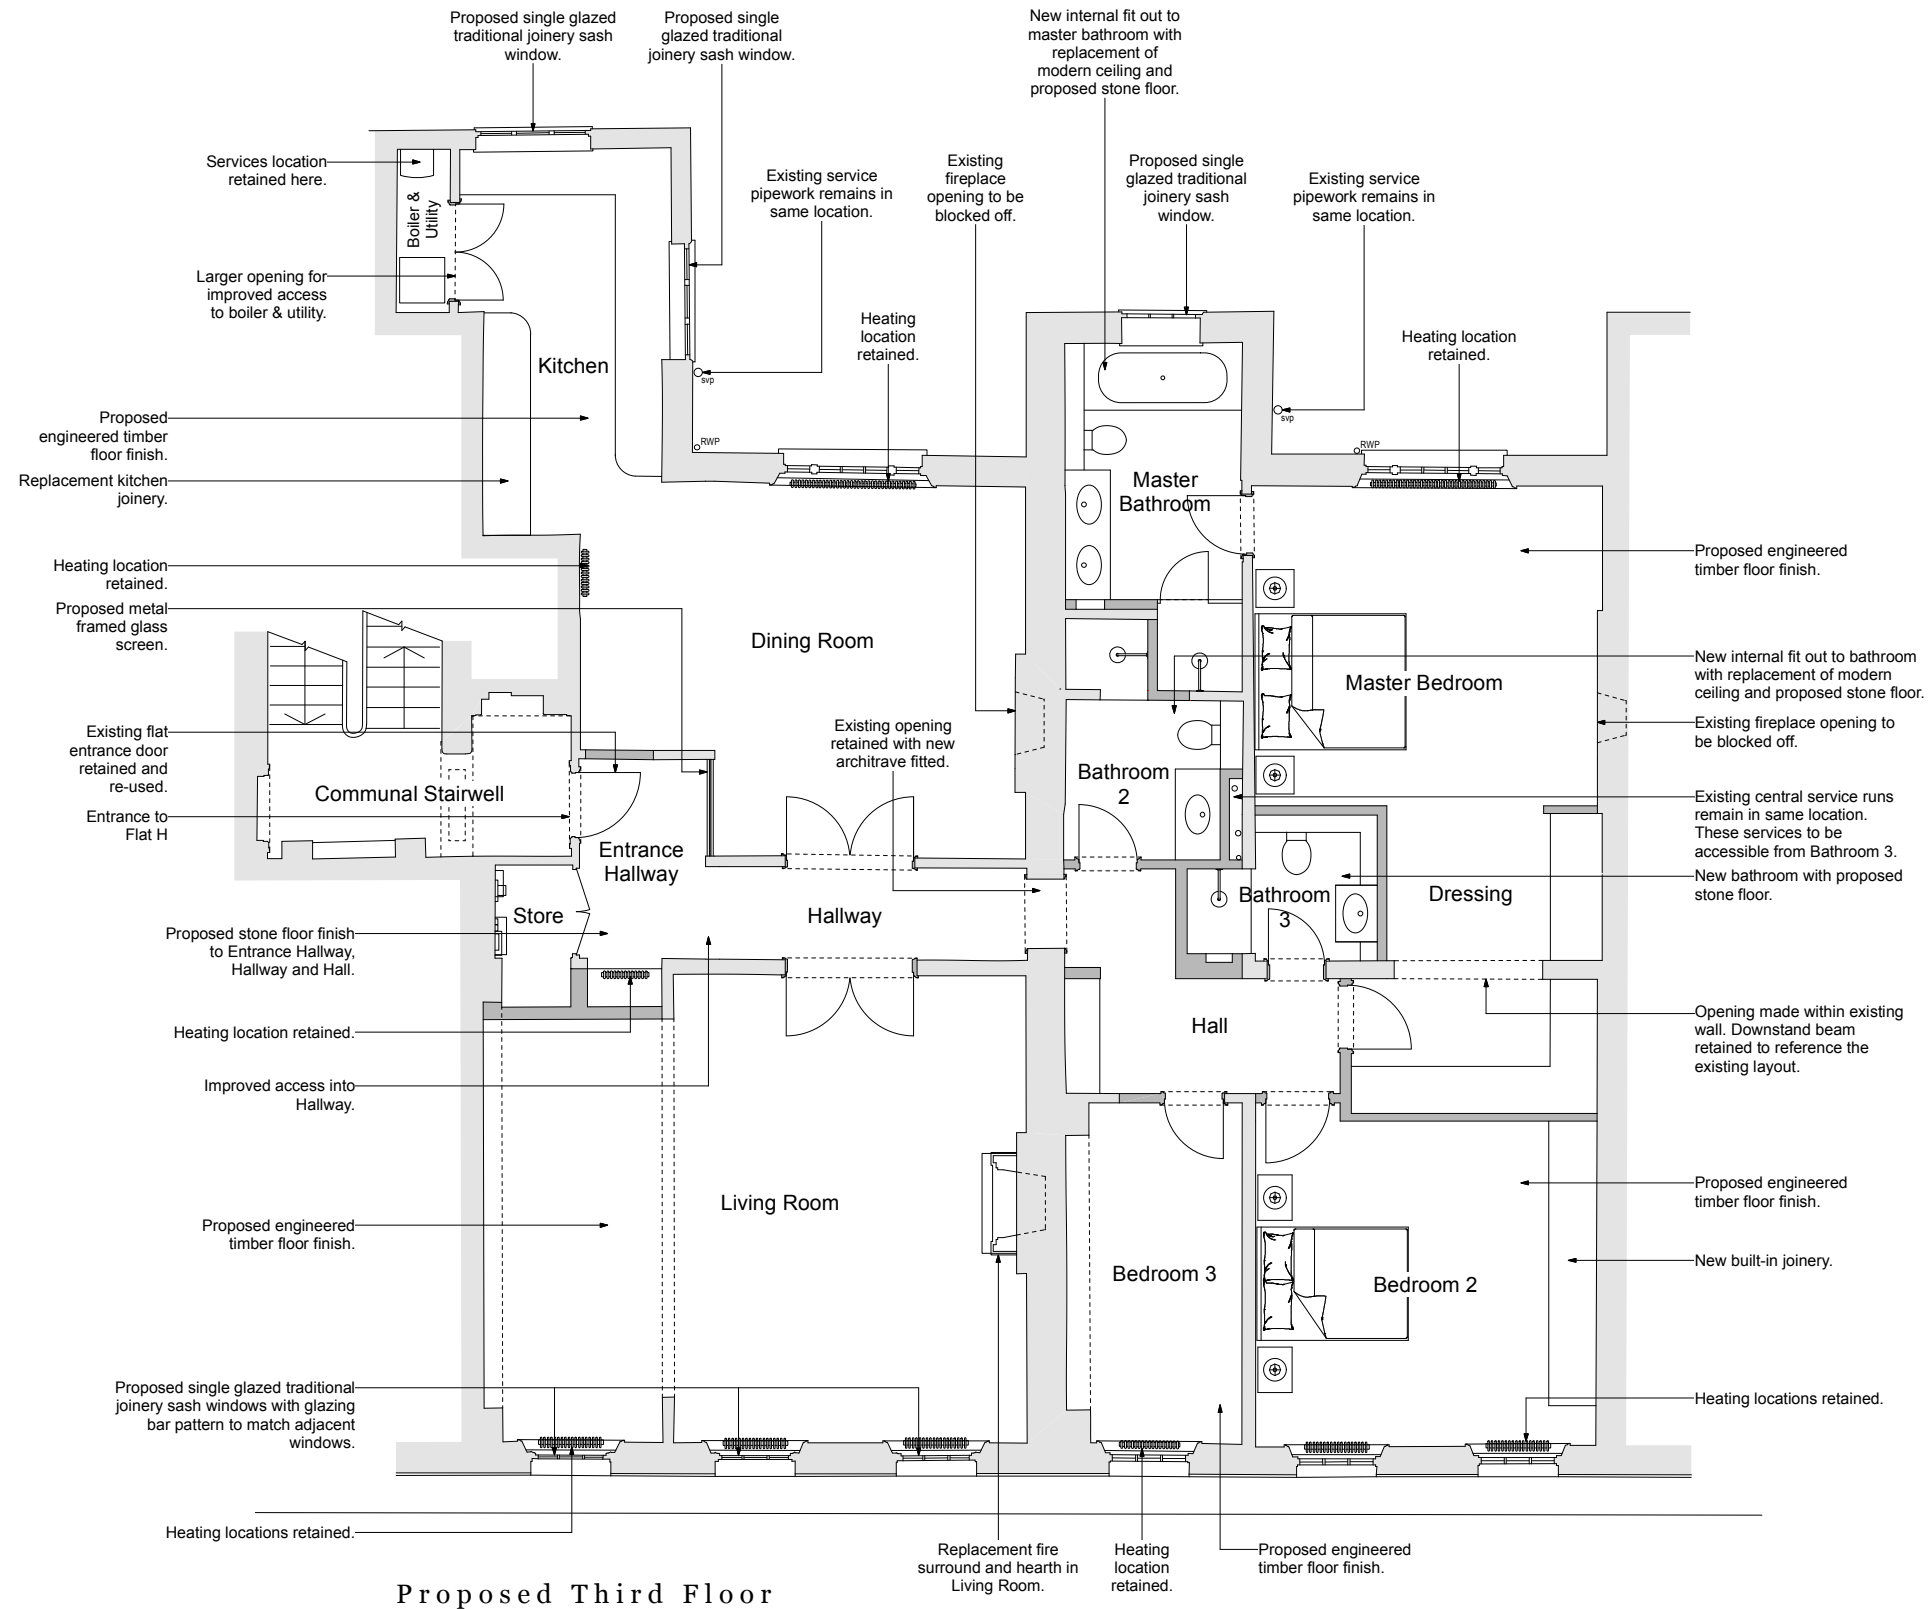 Proposed single glazed
traditional joinery sash
window.
Proposed single
glazed traditional
joinery sash window.
New internal fit out to
master bathroom with
replacement of
modern ceiling and
proposed stone floor.
Services location
retained here.
Boiler &
Utility
Existing service
pipework remains in
same location.
Existing
fireplace
opening to be
blocked off.
Proposed single
glazed traditional
joinery sash
window.
Existing service
pipework remains in
same location.
Larger opening for
improved access
to boiler & utility.
Heating
location
retained.
Heating location
retained.
Kitchen
svp
svp
Proposed
engineered timber
floor finish.
RWP
RWP
Replacement kitchen
joinery.
Master
Bathroom
Heating location
retained.
Proposed engineered
timber floor finish.
Proposed metal
framed glass
screen.
Dining Room
Master Bedroom
New internal fit out to bathroom
with replacement of modern
ceiling and proposed stone floor.
Existing flat
entrance door
retained and
re-used.
Existing opening
retained with new
architrave fitted.
Existing fireplace opening to
be blocked off.
Communal Stairwell
Bathroom
2
Existing central service runs
remain in same location.
These services to be
accessible from Bathroom 3.
Entrance to
Flat H
Entrance
Hallway
New bathroom with proposed
stone floor.
Store
Hallway
Bathroom
3
Dressing
Proposed stone floor finish
to Entrance Hallway,
Hallway and Hall.
Heating location retained.
Hall
Opening made within existing
wall. Downstand beam
retained to reference the
existing layout.
Improved access into
Hallway.
Living Room
Proposed engineered
timber floor finish.
Proposed engineered
timber floor finish.
Bedroom 3
Bedroom 2
New built-in joinery.
Proposed single glazed traditional
joinery sash windows with glazing
bar pattern to match adjacent
windows.
Heating locations retained.
Heating locations retained.
Replacement fire
surround and hearth in
Living Room.
Heating
location
retained.
Proposed engineered
timber floor finish.
Proposed Third Floor